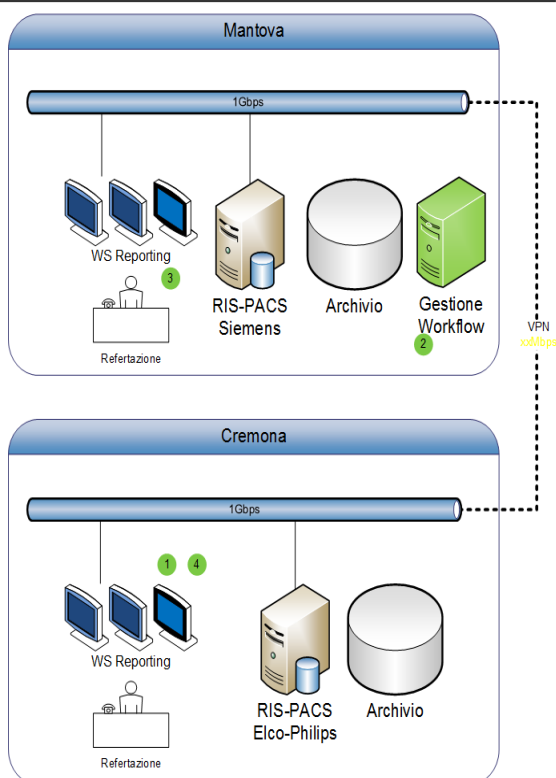 Mantova
1Gbps
WS Reporting
3
Refertazione
RIS-PACS
Siemens
Archivio
Gestione
Workflow
2
VPN
xxMbps
Cremona
1Gbps
1
4
WS Reporting
Refertazione
RIS-PACS
Elco-Philips
Archivio